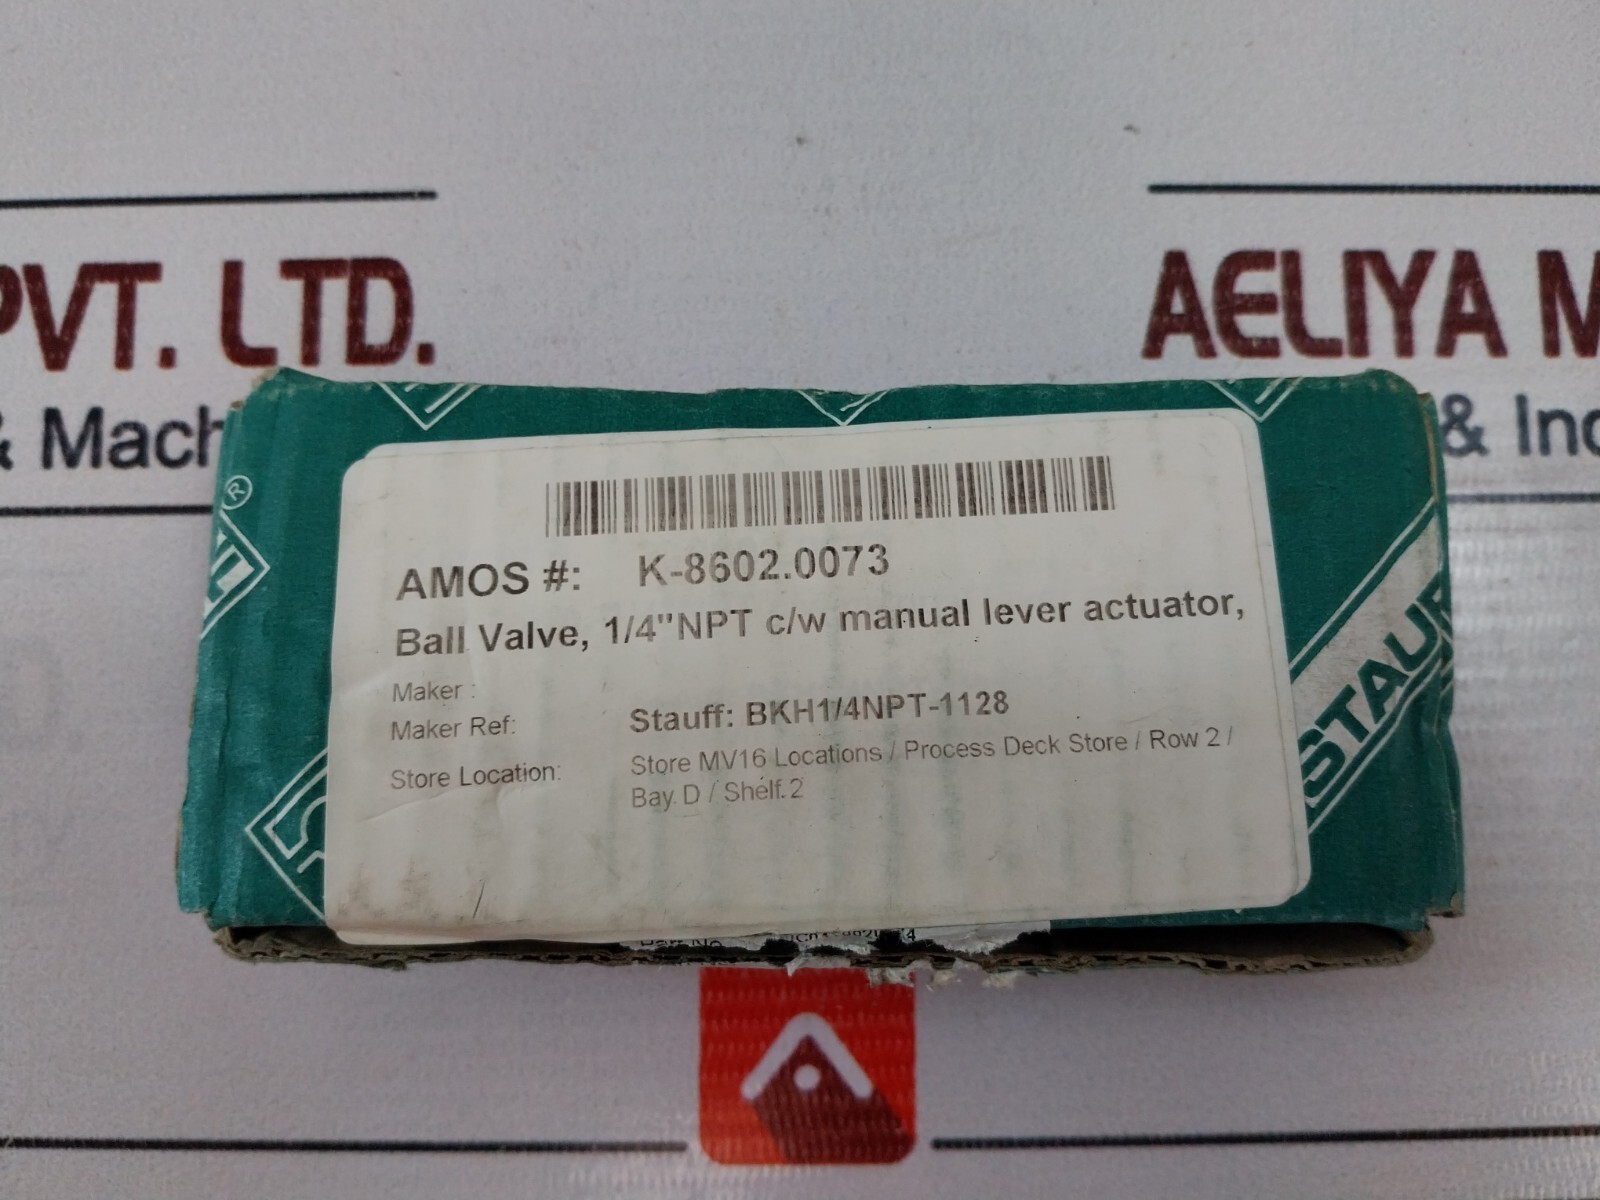 PVT. LTD.
AELIYA M
& Mach
& Ind
®
AMOS #: K-8602.0073
Ball Valve, 1/4"NPT c/w manual lever actuator,
Maker :
Maker Ref: Stauff: BKH1/4NPT-1128
Store Location: Store MV16 Locations / Process Deck Store / Row 2 /
Bay D / Shelf 2
STAUF